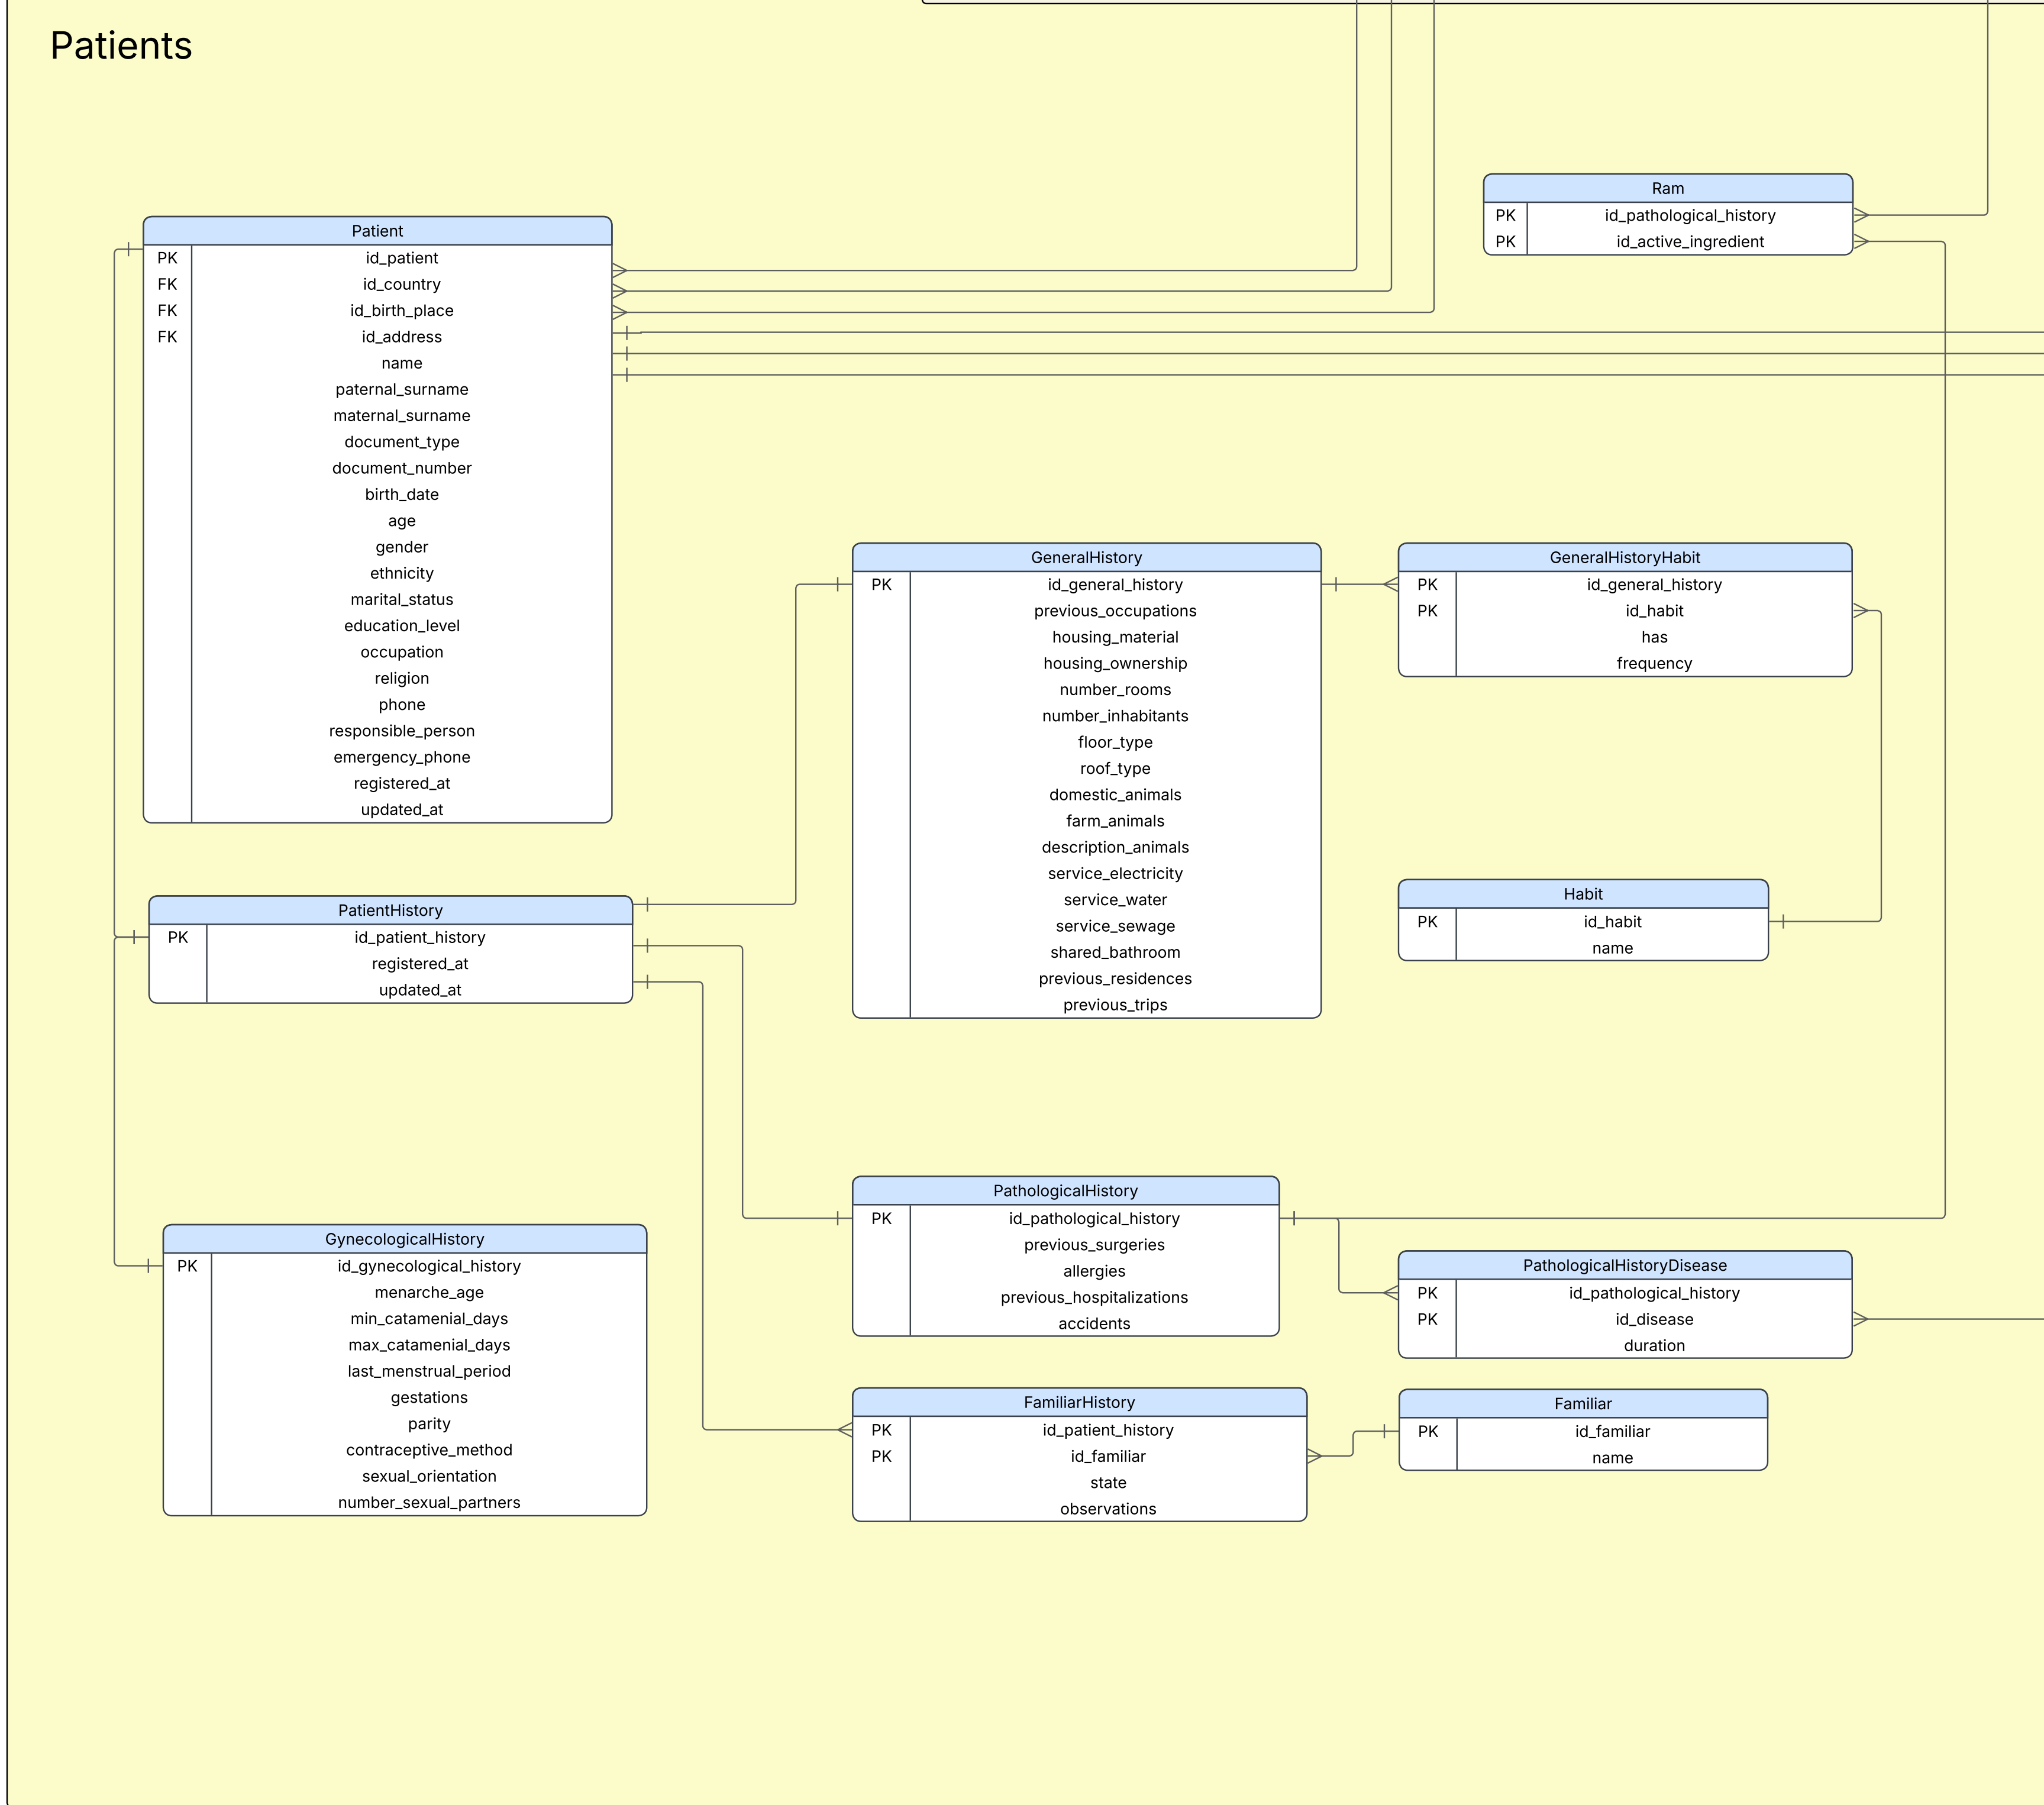 Patients
Ram
PK id_pathological_history
PK id_active_ingredient
Patient
PK id_patient
FK id_country
FK id_birth_place
FK id_address
name
paternal_surname
maternal_surname
document_type
document_number
birth_date
age
gender
ethnicity
marital_status
education_level
occupation
religion
phone
responsible_person
emergency_phone
registered_at
updated_at
GeneralHistory
PK id_general_history
previous_occupations
housing_material
housing_ownership
number_rooms
number_inhabitants
floor_type
roof_type
domestic_animals
farm_animals
description_animals
service_electricity
service_water
service_sewage
shared_bathroom
previous_residences
previous_trips
GeneralHistoryHabit
PK id_general_history
PK id_habit
has
frequency
Habit
PK id_habit
name
PatientHistory
PK id_patient_history
registered_at
updated_at
GynecologicalHistory
PK id_gynecological_history
menarche_age
min_catamenial_days
max_catamenial_days
last_menstrual_period
gestations
parity
contraceptive_method
sexual_orientation
number_sexual_partners
PathologicalHistory
PK id_pathological_history
previous_surgeries
allergies
previous_hospitalizations
accidents
PathologicalHistoryDisease
PK id_pathological_history
PK id_disease
duration
FamiliarHistory
PK id_patient_history
PK id_familiar
state
observations
Familiar
PK id_familiar
name